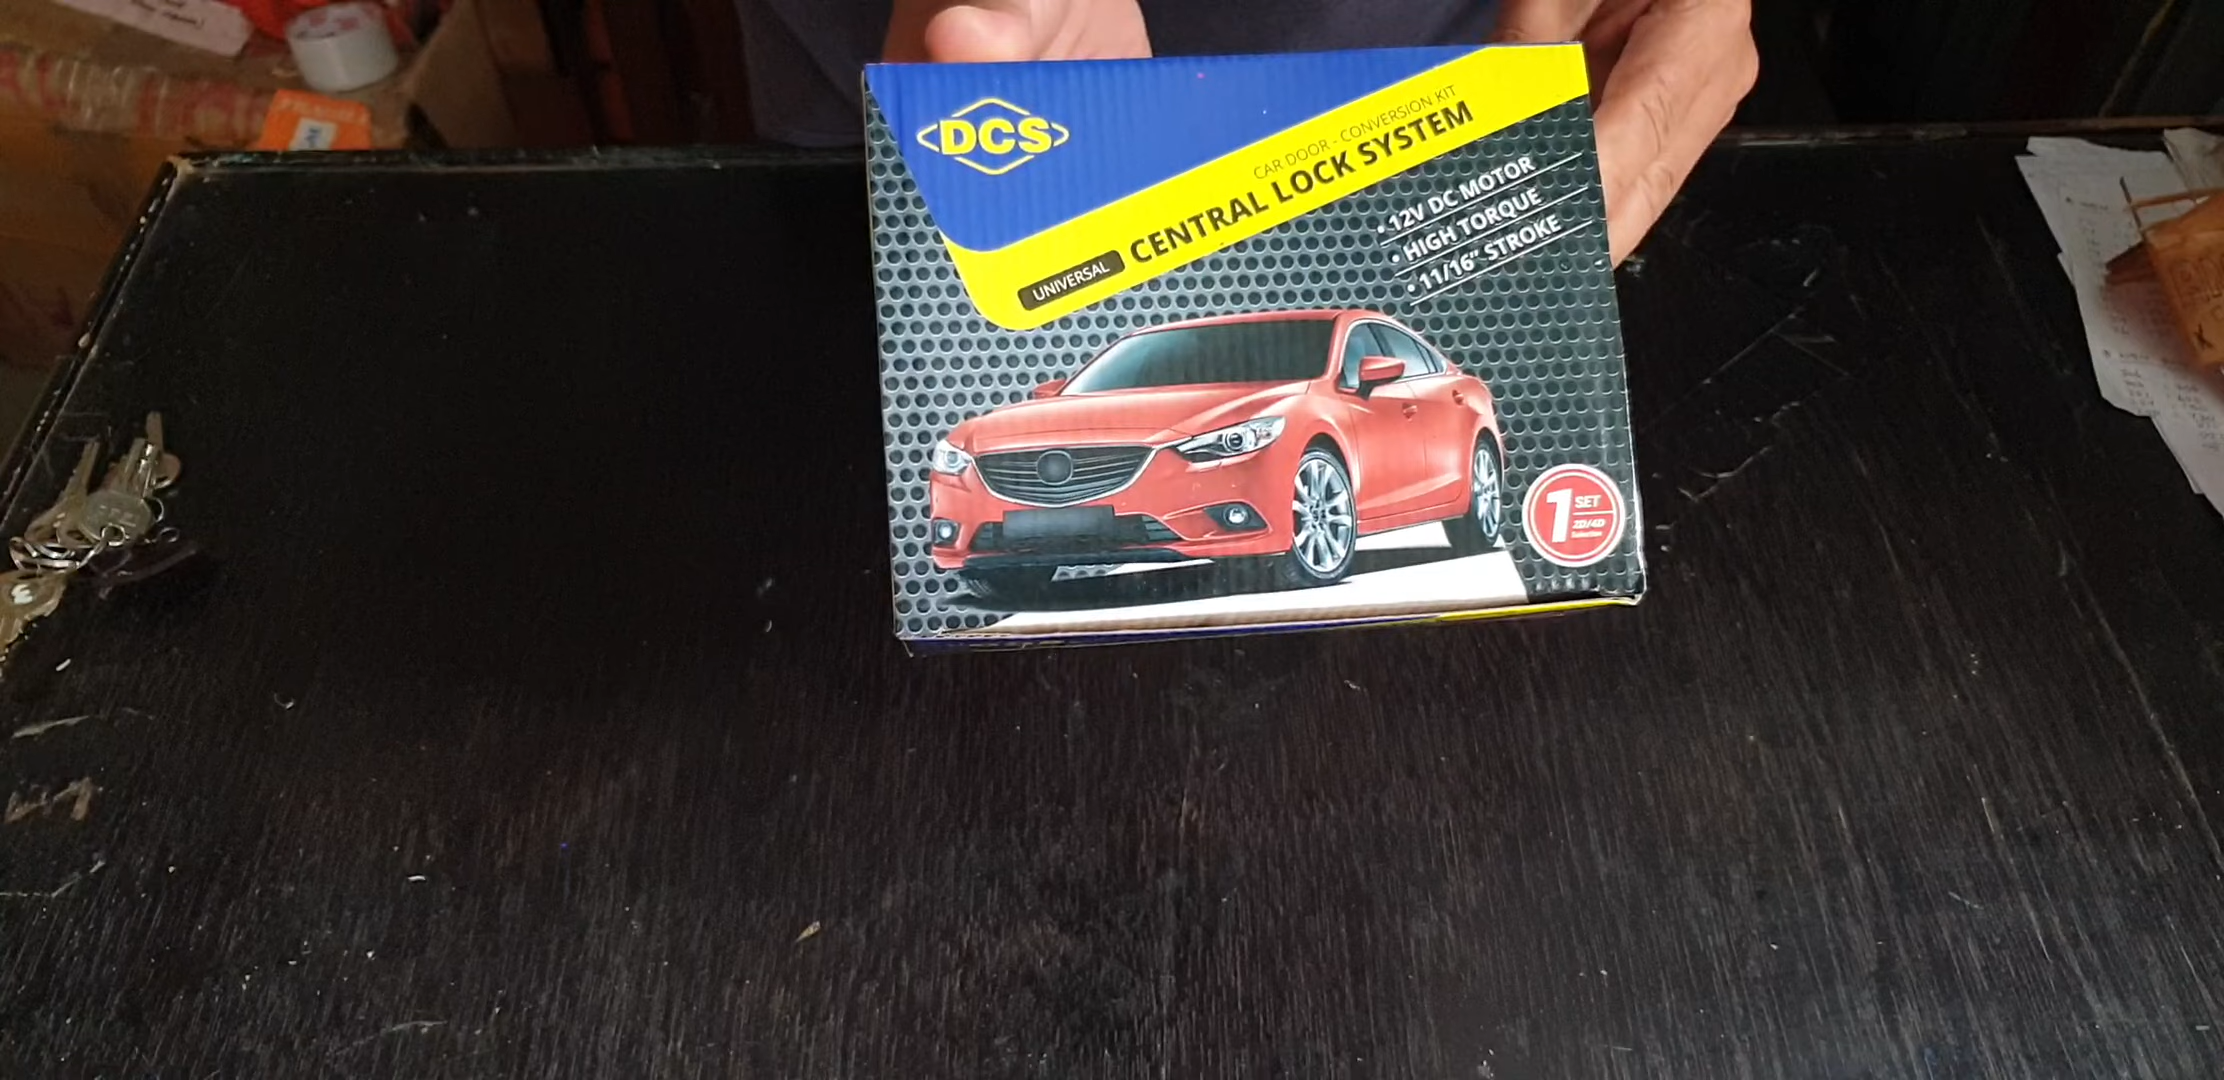 DCS
CAR DOOR - CONVERSION KIT
UNIVERSAL CENTRAL LOCK SYSTEM
• 12V DC MOTOR
• HIGH TORQUE
• 11/16" STROKE
1 SET
2D/4D